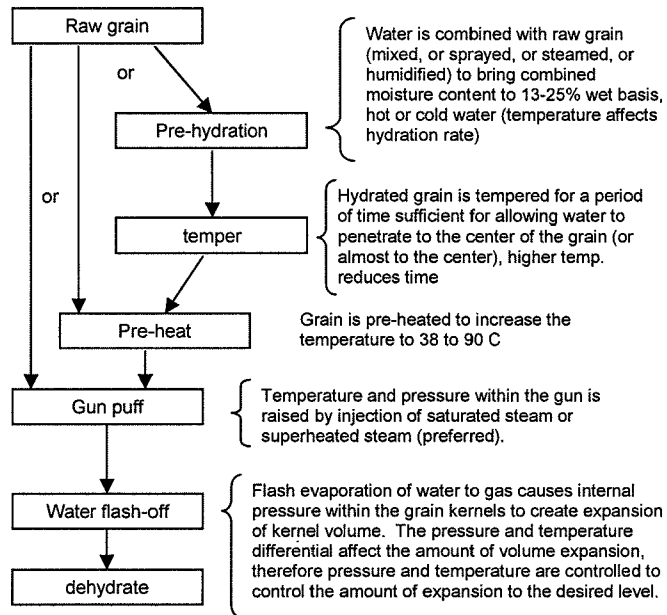 Raw grain
or
Water is combined with raw grain
(mixed, or sprayed, or steamed, or
humidified) to bring combined
moisture content to 13-25% wet basis,
hot or cold water (temperature affects
hydration rate)
Pre-hydration
or
Hydrated grain is tempered for a period
of time sufficient for allowing water to
penetrate to the center of the grain (or
almost to the center), higher temp.
reduces time
temper
Grain is pre-heated to increase the
temperature to 38 to 90 C
Pre-heat
Temperature and pressure within the gun is
raised by injection of saturated steam or
superheated steam (preferred).
Gun puff
Flash evaporation of water to gas causes internal
pressure within the grain kernels to create expansion
of kernel volume. The pressure and temperature
differential affect the amount of volume expansion,
therefore pressure and temperature are controlled to
control the amount of expansion to the desired level.
Water flash-off
dehydrate